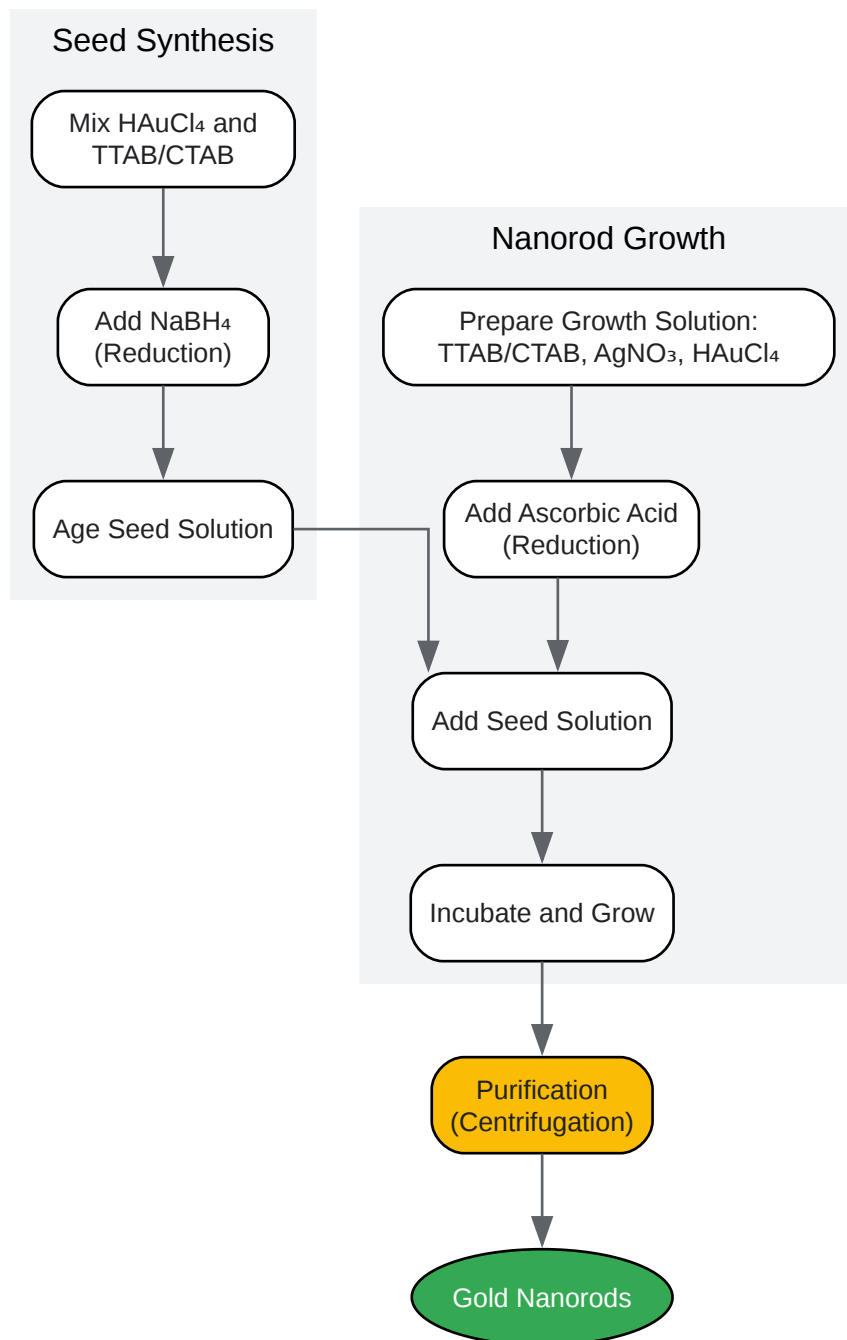 Seed Synthesis
Mix HAuCl₄ and
TTAB/CTAB
Add NaBH₄
(Reduction)
Age Seed Solution
Nanorod Growth
Prepare Growth Solution:
TTAB/CTAB, AgNO₃, HAuCl₄
Add Ascorbic Acid
(Reduction)
Add Seed Solution
Incubate and Grow
Purification
(Centrifugation)
Gold Nanorods